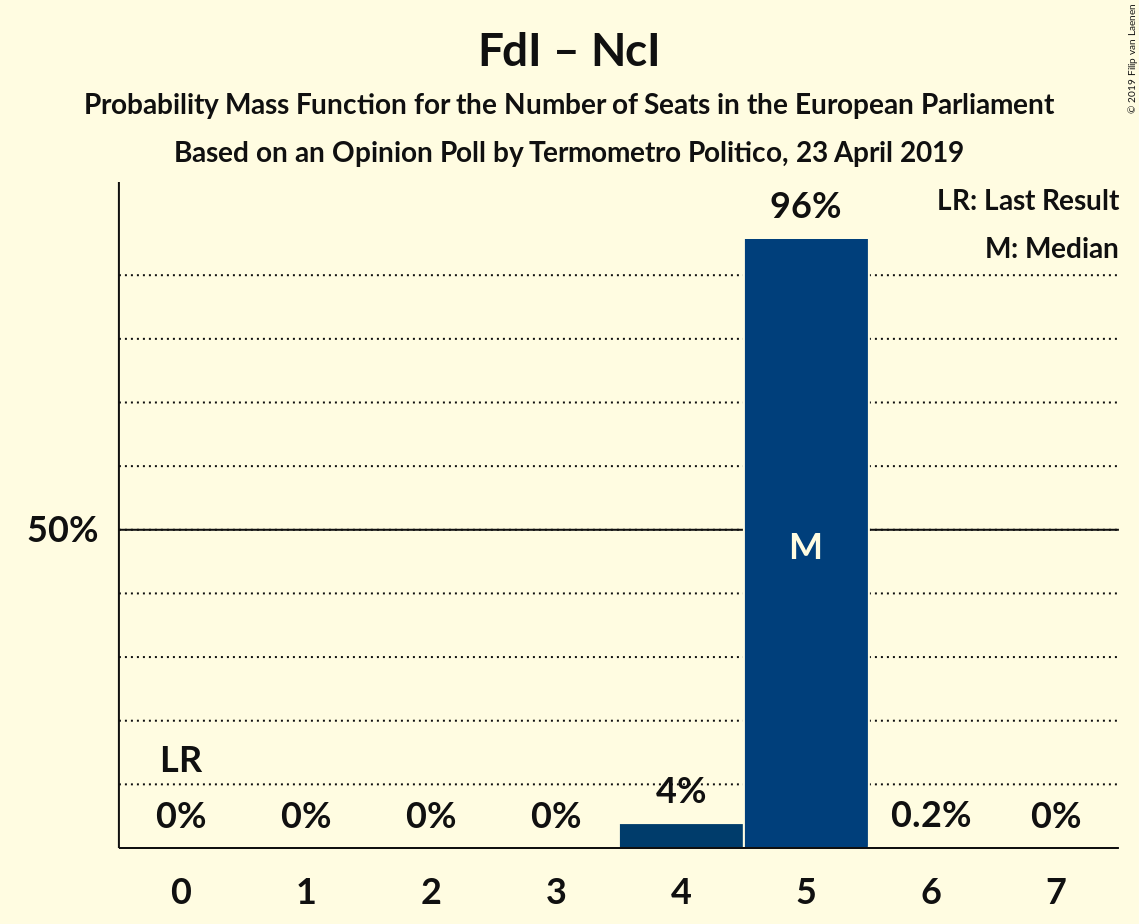 FdI – NcI
Probability Mass Function for the Number of Seats in the European Parliament
Based on an Opinion Poll by Termometro Politico, 23 April 2019
© 2019 Filip van Laenen
LR: Last Result
M: Median
96%
50%
M
LR
0%
0%
0%
0%
4%
0.2%
0%
0 1 2 3 4 5 6 7